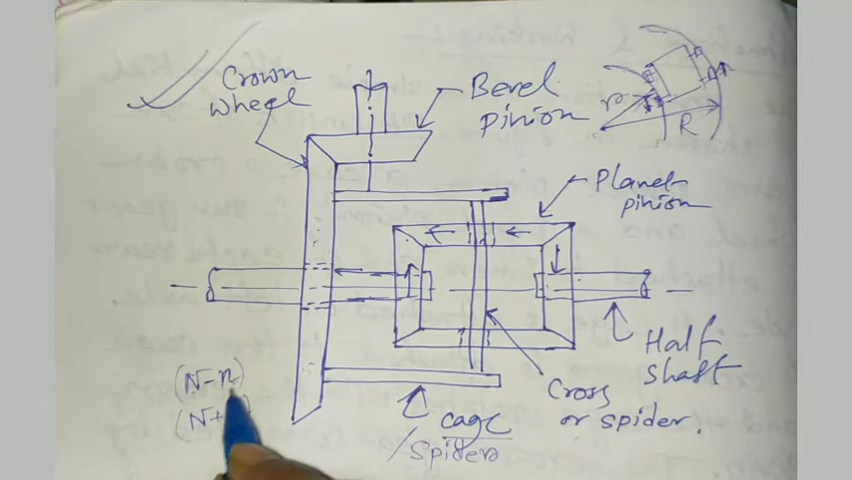 Crown
wheel
Bevel
pinion
r
R
Planet
pinion
Half
shaft
Cross
or spider.
cage
/Spider
(N-n)
(N+